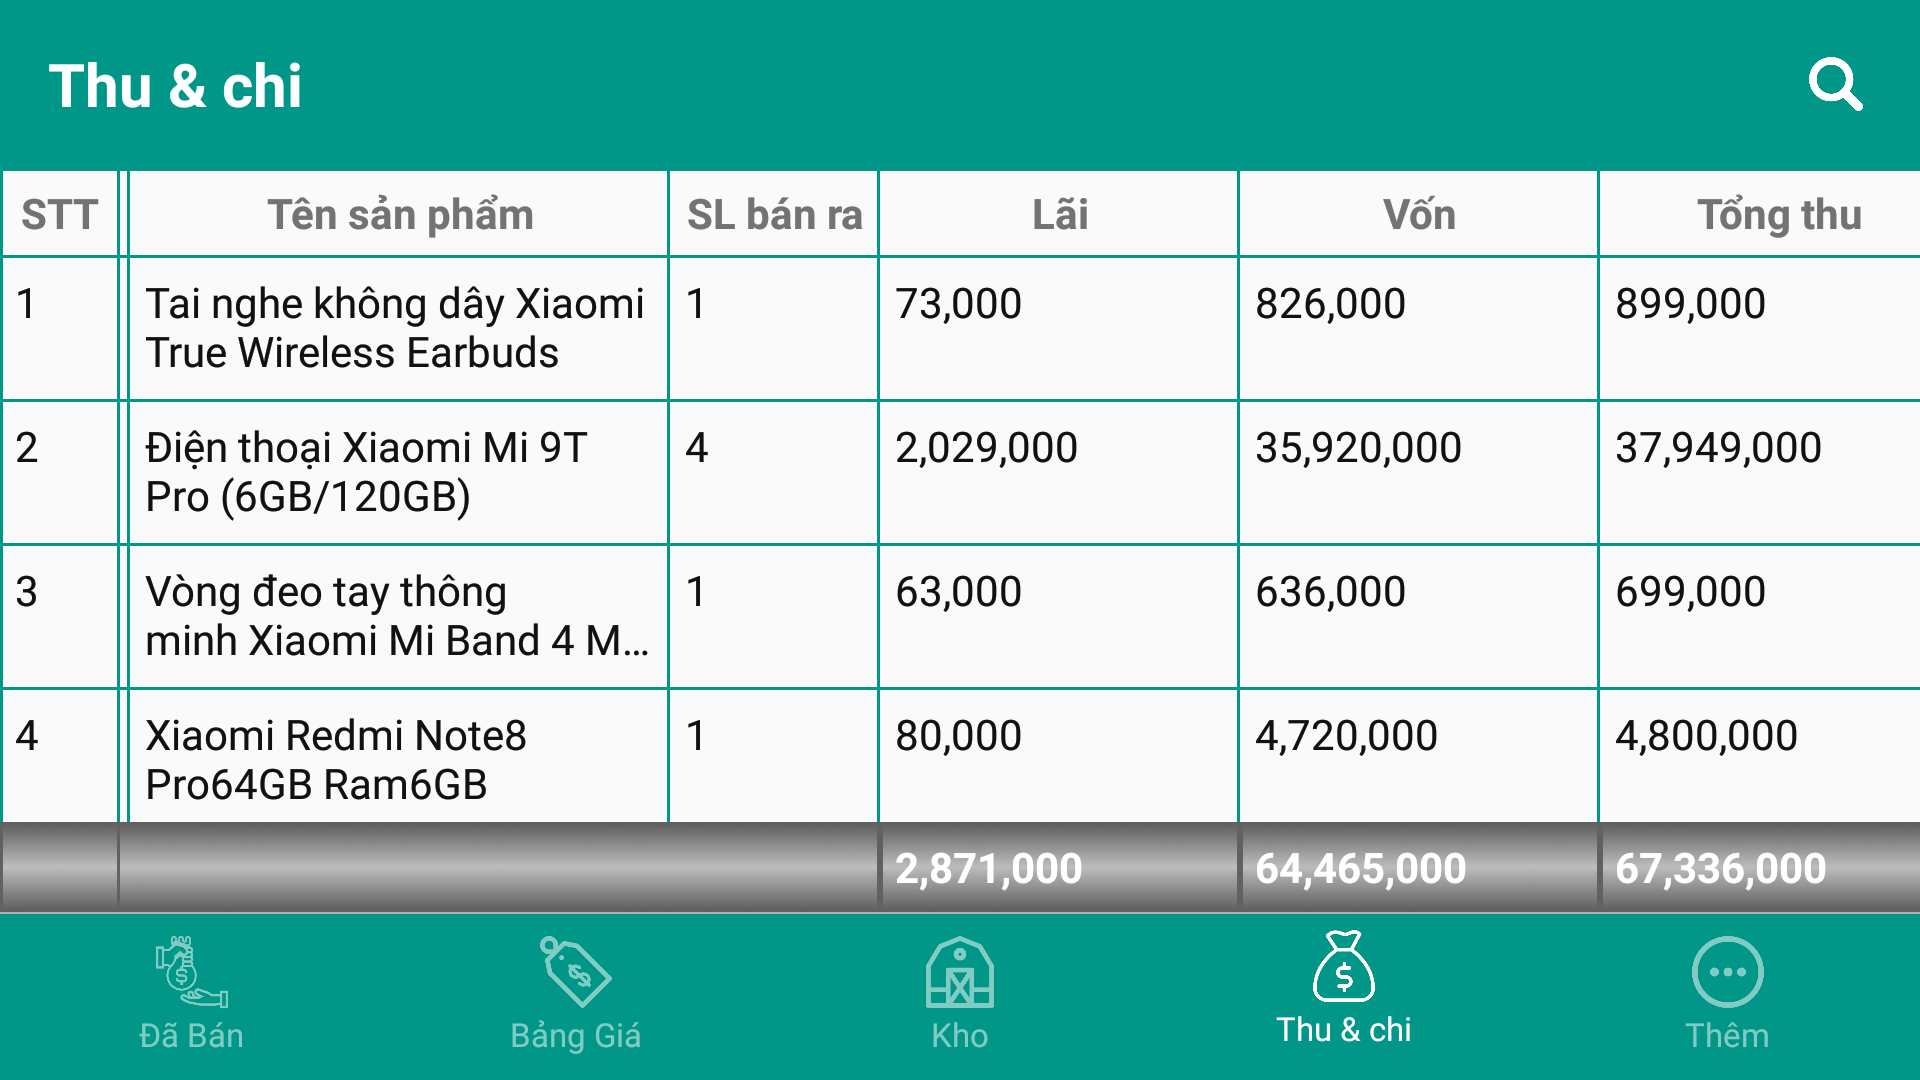 Thu & chi
STT Tên sản phẩm SL bán ra Lãi Vốn Tổng thu
1 Tai nghe không dây Xiaomi 1 73,000 826,000 899,000
True Wireless Earbuds
2 Điện thoại Xiaomi Mi 9T 4 2,029,000 35,920,000 37,949,000
Pro (6GB/120GB)
3 Vòng đeo tay thông 1 63,000 636,000 699,000
minh Xiaomi Mi Band 4 M...
4 Xiaomi Redmi Note8 1 80,000 4,720,000 4,800,000
Pro64GB Ram6GB
2,871,000 64,465,000 67,336,000
Đã Bán Bảng Giá Kho Thu & chi Thêm